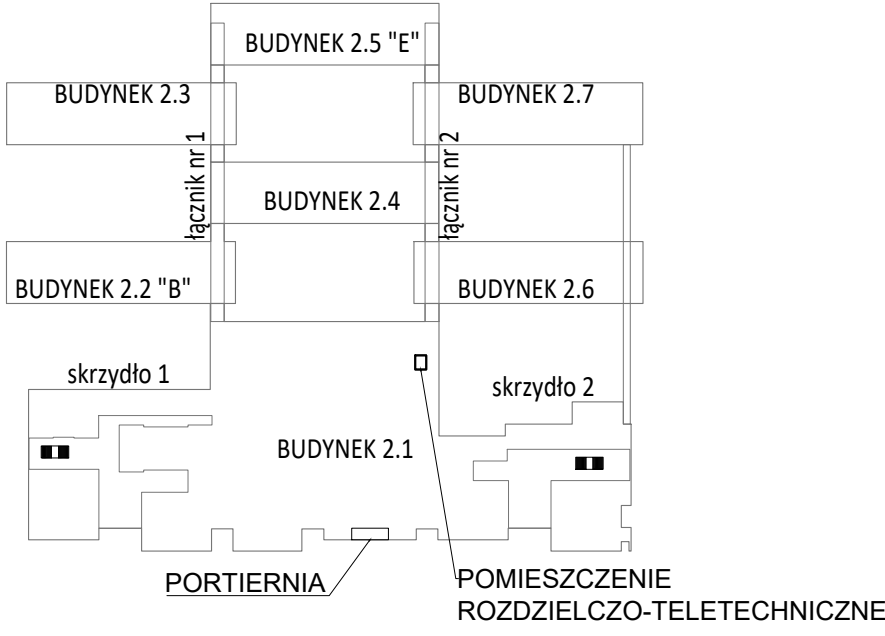 BUDYNEK 2.5 "E"
BUDYNEK 2.3
BUDYNEK 2.7
łącznik nr 1
łącznik nr 2
BUDYNEK 2.4
BUDYNEK 2.2 "B"
BUDYNEK 2.6
skrzydło 1
skrzydło 2
BUDYNEK 2.1
PORTIERNIA
POMIESZCZENIE
ROZDZIELCZO-TELETECHNICZNE